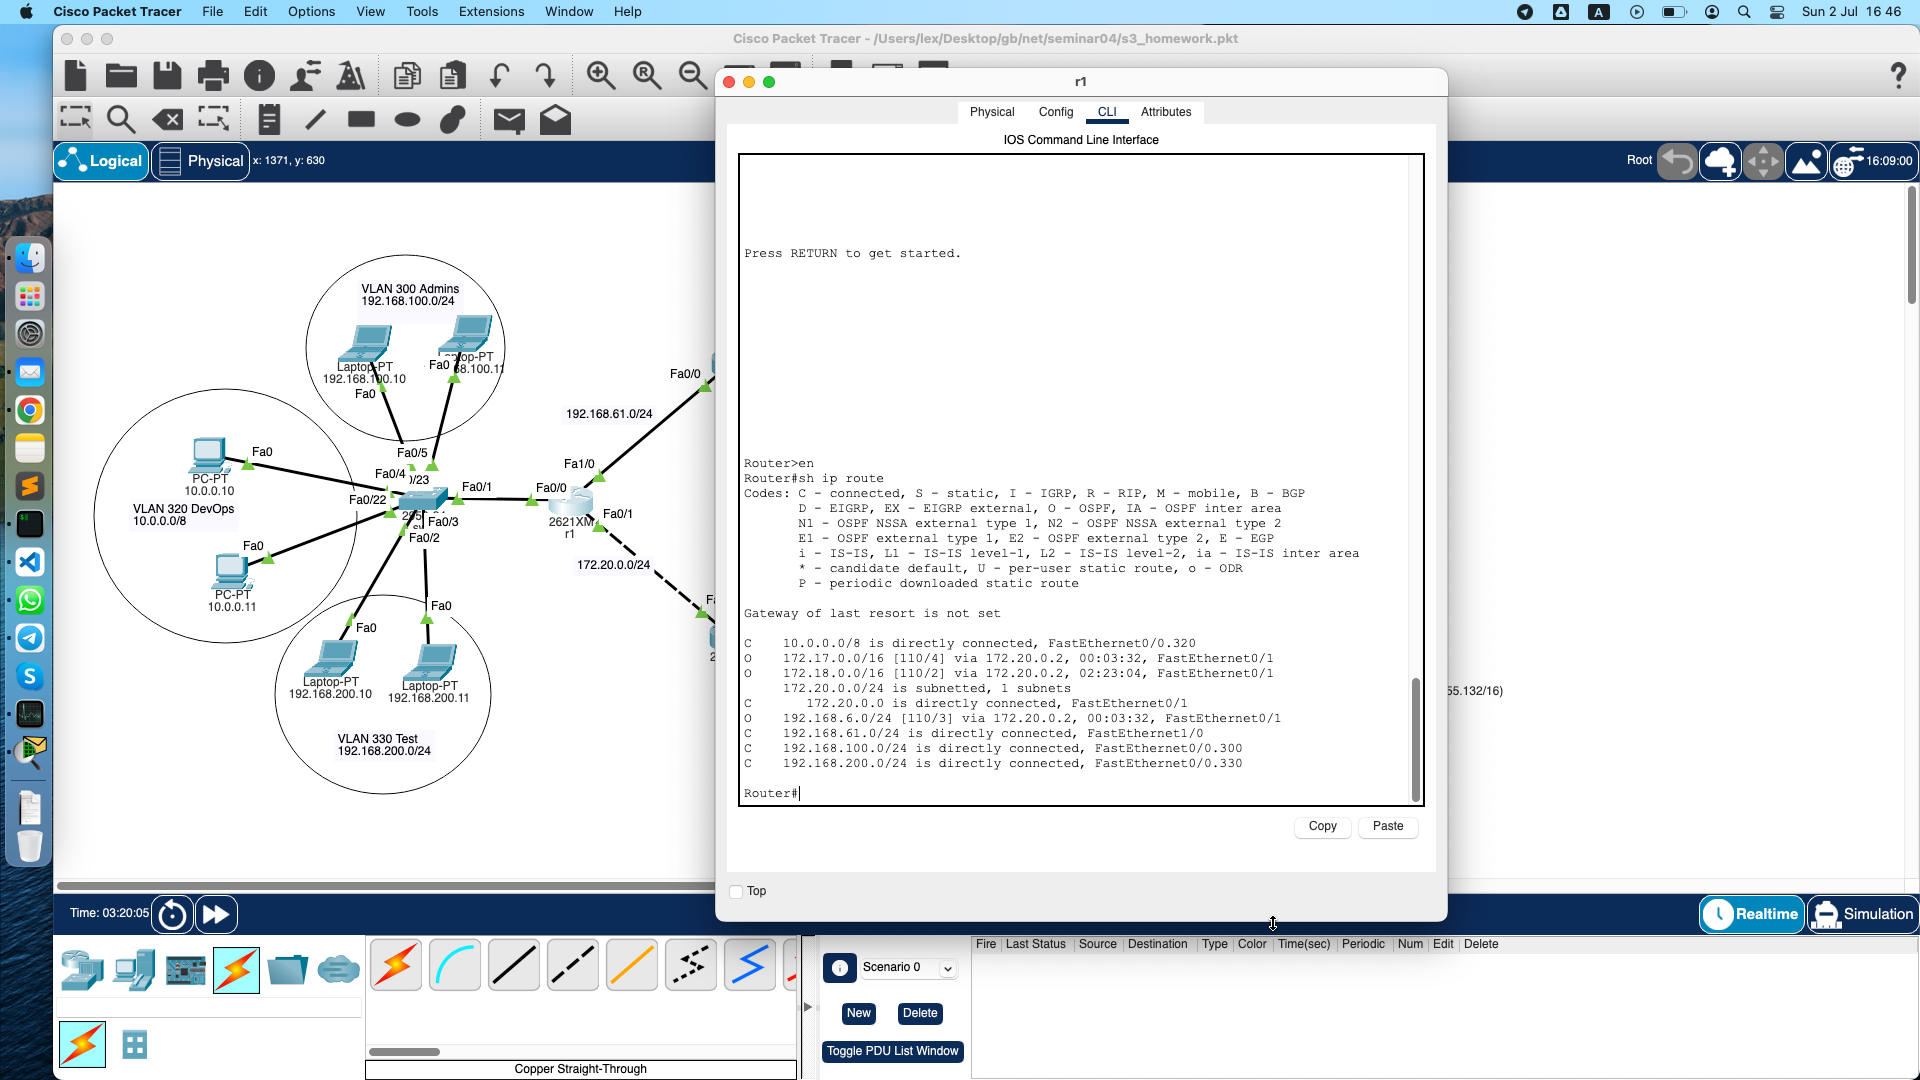 Cisco Packet Tracer File Edit Options View Tools Extensions Window Help
A Sun 2 Jul 16 46
Cisco Packet Tracer - /Users/lex/Desktop/gb/net/seminar04/s3_homework.pkt
Logical Physical x: 1371, y: 630
Root 16:09:00
VLAN 300 Admins
192.168.100.0/24
Laptop-PT
192.168.100.10
Fa0
Fa0
68.100.11
VLAN 320 DevOps
10.0.0.0/8
PC-PT
10.0.0.10
Fa0
PC-PT
10.0.0.11
Fa0
Fa0/5
Fa0/4
Fa0/22
Fa0/1
Fa0/3
Fa0/2
Fa0/0
2621XM
r1
Fa1/0
Fa0/1
Fa0/0
192.168.61.0/24
172.20.0.0/24
Fa0
Fa0
Laptop-PT
192.168.200.10
Laptop-PT
192.168.200.11
VLAN 330 Test
192.168.200.0/24
55.132/16)
r1
Physical Config CLI Attributes
IOS Command Line Interface
Press RETURN to get started.
Router>en
Router#sh ip route
Codes: C - connected, S - static, I - IGRP, R - RIP, M - mobile, B - BGP
D - EIGRP, EX - EIGRP external, O - OSPF, IA - OSPF inter area
N1 - OSPF NSSA external type 1, N2 - OSPF NSSA external type 2
E1 - OSPF external type 1, E2 - OSPF external type 2, E - EGP
i - IS-IS, L1 - IS-IS level-1, L2 - IS-IS level-2, ia - IS-IS inter area
* - candidate default, U - per-user static route, o - ODR
P - periodic downloaded static route
Gateway of last resort is not set
C 10.0.0.0/8 is directly connected, FastEthernet0/0.320
O 172.17.0.0/16 [110/4] via 172.20.0.2, 00:03:32, FastEthernet0/1
O 172.18.0.0/16 [110/2] via 172.20.0.2, 02:23:04, FastEthernet0/1
172.20.0.0/24 is subnetted, 1 subnets
C 172.20.0.0 is directly connected, FastEthernet0/1
O 192.168.6.0/24 [110/3] via 172.20.0.2, 00:03:32, FastEthernet0/1
C 192.168.61.0/24 is directly connected, FastEthernet1/0
C 192.168.100.0/24 is directly connected, FastEthernet0/0.300
C 192.168.200.0/24 is directly connected, FastEthernet0/0.330
Router#
Copy Paste
Top
Time: 03:20:05
Realtime Simulation
Scenario 0
New Delete
Toggle PDU List Window
Fire Last Status Source Destination Type Color Time(sec) Periodic Num Edit Delete
Copper Straight-Through